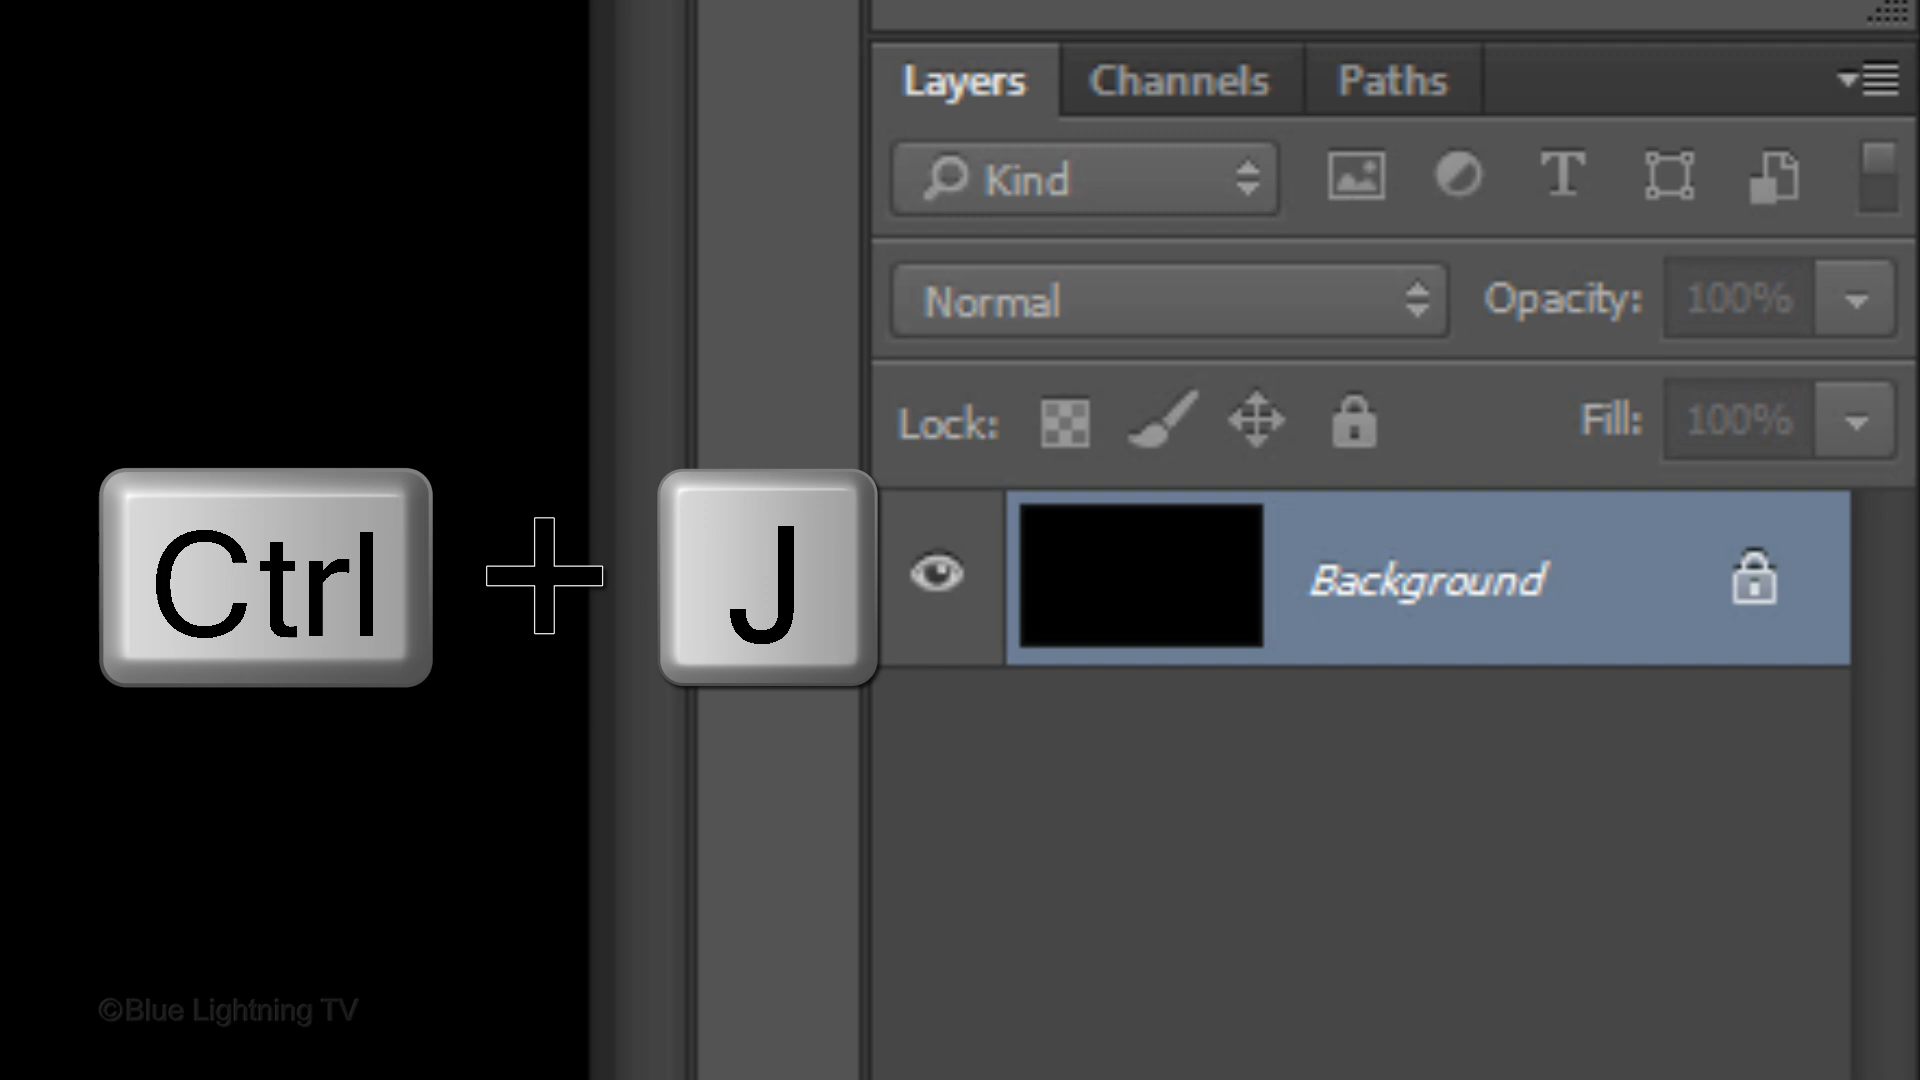 Layers Channels Paths
Kind T
Normal Opacity: 100%
Lock: Fill: 100%
Ctrl + J Background
©Blue Lightning TV